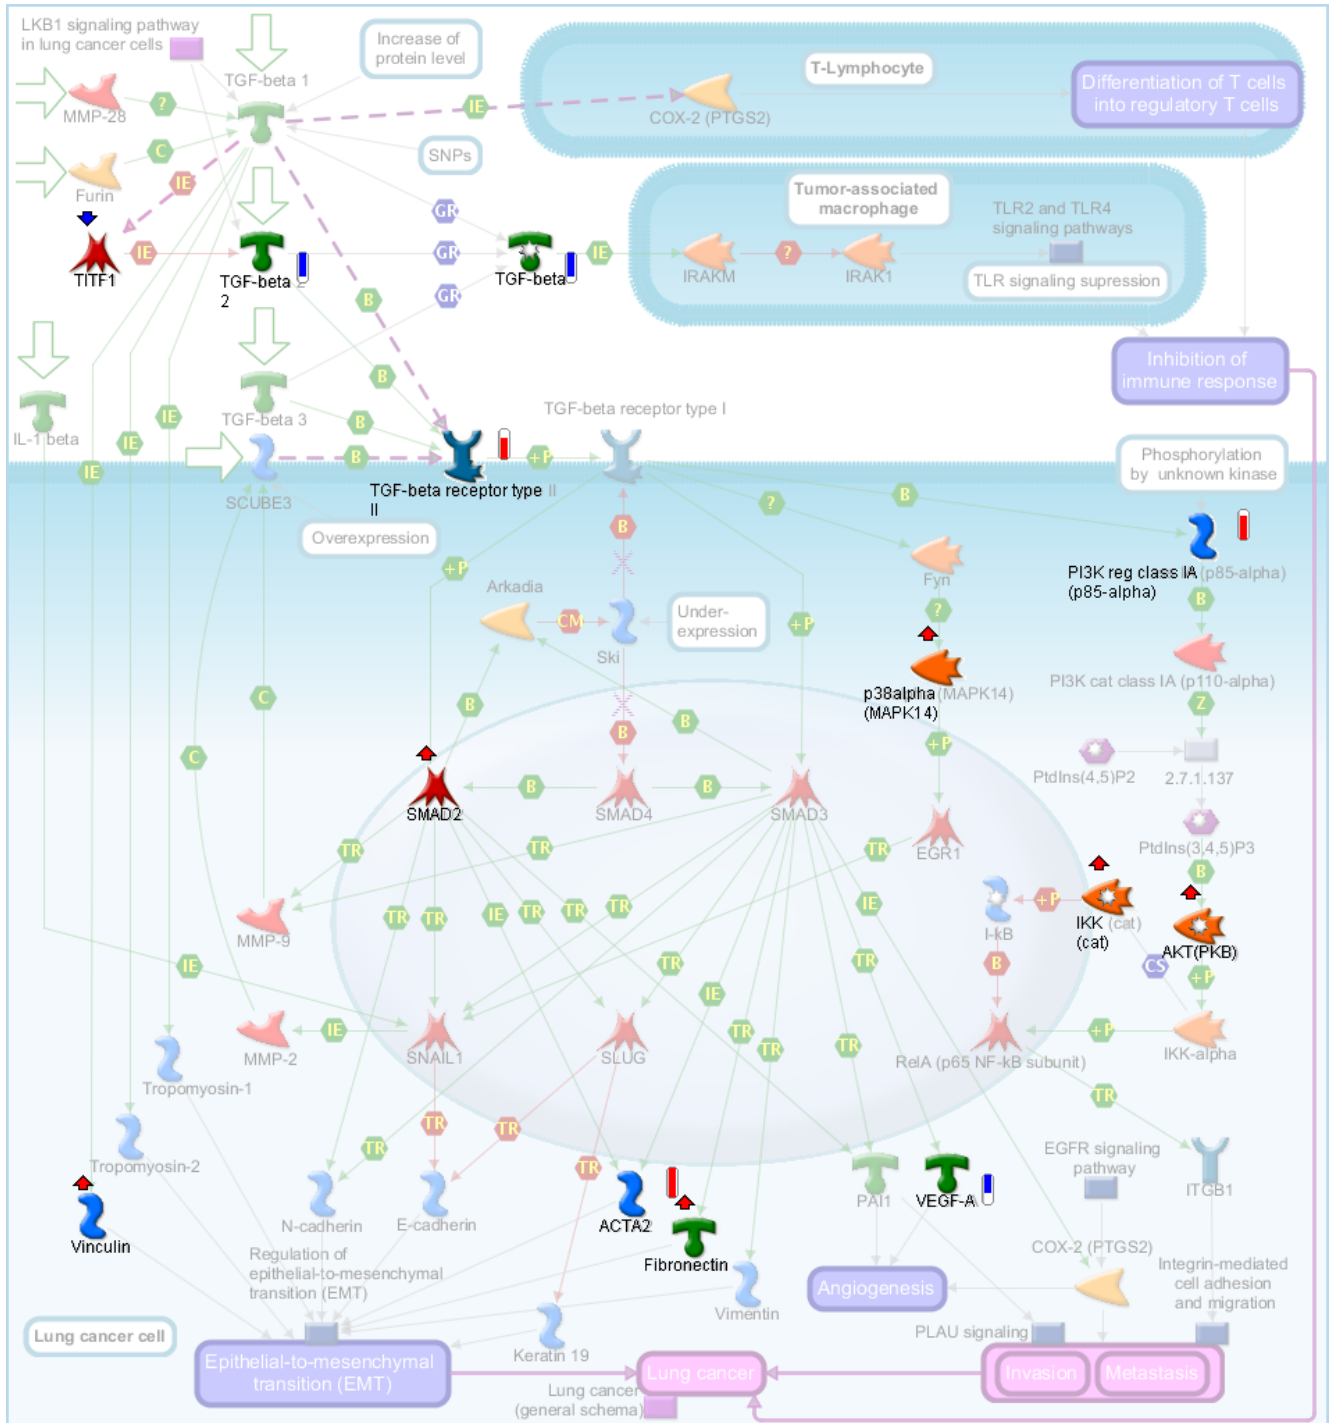 LKB1 signaling pathway
in lung cancer cells
TGF-beta 1
Increase of
protein level
T-Lymphocyte
Differentiation of T cells
into regulatory T cells
MMP-28
?
IE
COX-2 (PTGS2)
C
SNPs
Furin
IE
Tumor-associated
macrophage
TLR2 and TLR4
signaling pathways
GR
TITF1
IE
TGF-beta 2
2
GR
TGF-beta
IE
IRAKM
?
IRAK1
TLR signaling supression
GR
B
Inhibition of
immune response
B
IL-1 beta
TGF-beta 3
TGF-beta receptor type I
IE
IE
IE
B
B
+P
SCUBE3
TGF-beta receptor type II
II
Phosphorylation
by unknown kinase
Overexpression
B
?
B
+P
Fyn
PI3K reg class IA (p85-alpha)
(p85-alpha)
B
Arkadia
CM
Ski
Under-
expression
+P
?
PI3K cat class IA (p110-alpha)
p38alpha (MAPK14)
(MAPK14)
C
B
B
B
Z
+P
C
PtdIns(4,5)P2
2.7.1.137
SMAD2
B
SMAD4
B
SMAD3
EGR1
PtdIns(3,4,5)P3
TR
TR
TR
B
I-kB
+P
IKK (cat)
(cat)
AKT(PKB)
MMP-9
TR
TR
IE
TR
TR
TR
IE
IE
TR
TR
B
CS
+P
IE
MMP-2
IE
SNAIL1
SLUG
TR
TR
TR
RelA (p65 NF-kB subunit)
+P
IKK-alpha
Tropomyosin-1
TR
Tropomyosin-2
TR
TR
TR
TR
EGFR signaling
pathway
ITGB1
Vinculin
N-cadherin
E-cadherin
ACTA2
Fibronectin
PAI1
VEGF-A
Regulation of
epithelial-to-mesenchymal
transition (EMT)
COX-2 (PTGS2)
Integrin-mediated
cell adhesion
and migration
Angiogenesis
Vimentin
Lung cancer cell
Keratin 19
PLAU signaling
Epithelial-to-mesenchymal
transition (EMT)
Lung cancer
Invasion
Metastasis
Lung cancer
(general schema)